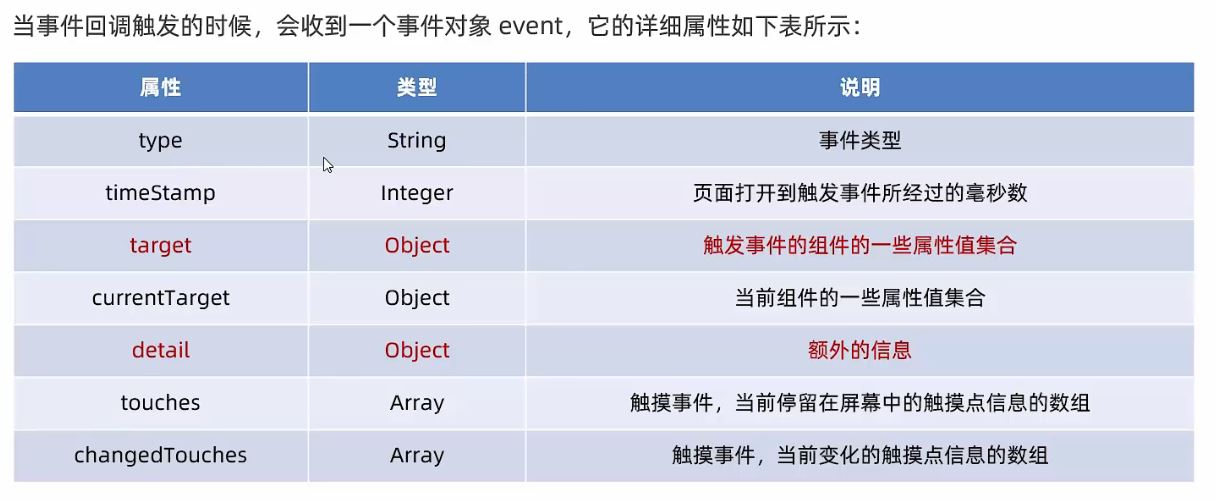 当事件回调触发的时候，会收到一个事件对象 event，它的详细属性如下表所示：
属性 类型 说明
type String 事件类型
timeStamp Integer 页面打开到触发事件所经过的毫秒数
target Object 触发事件的组件的一些属性值集合
currentTarget Object 当前组件的一些属性值集合
detail Object 额外的信息
touches Array 触摸事件，当前停留在屏幕中的触摸点信息的数组
changedTouches Array 触摸事件，当前变化的触摸点信息的数组